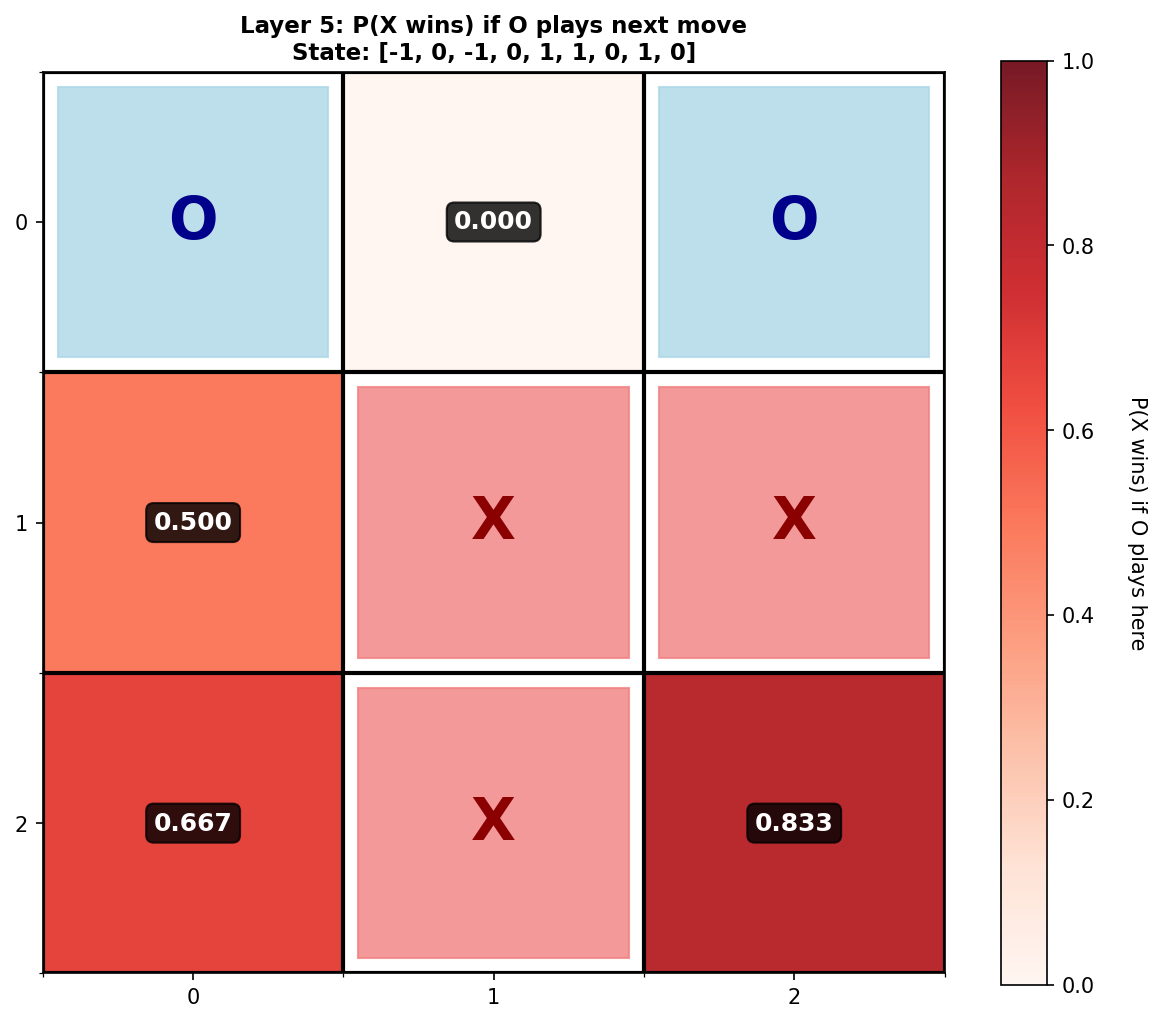 Layer 5: P(X wins) if O plays next move
State: [-1, 0, -1, 0, 1, 1, 0, 1, 0]
O
0.000
O
0.500
X
X
0.667
X
0.833
0
1
2
0
1
2
1.0
0.8
0.6
0.4
0.2
0.0
P(X wins) if O plays here